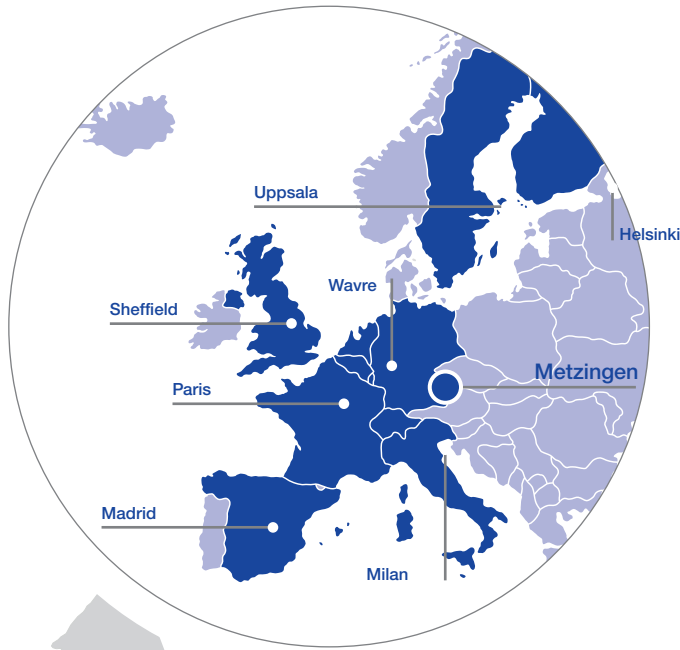 Uppsala
Helsinki
Wavre
Sheffield
Metzingen
Paris
Madrid
Milan